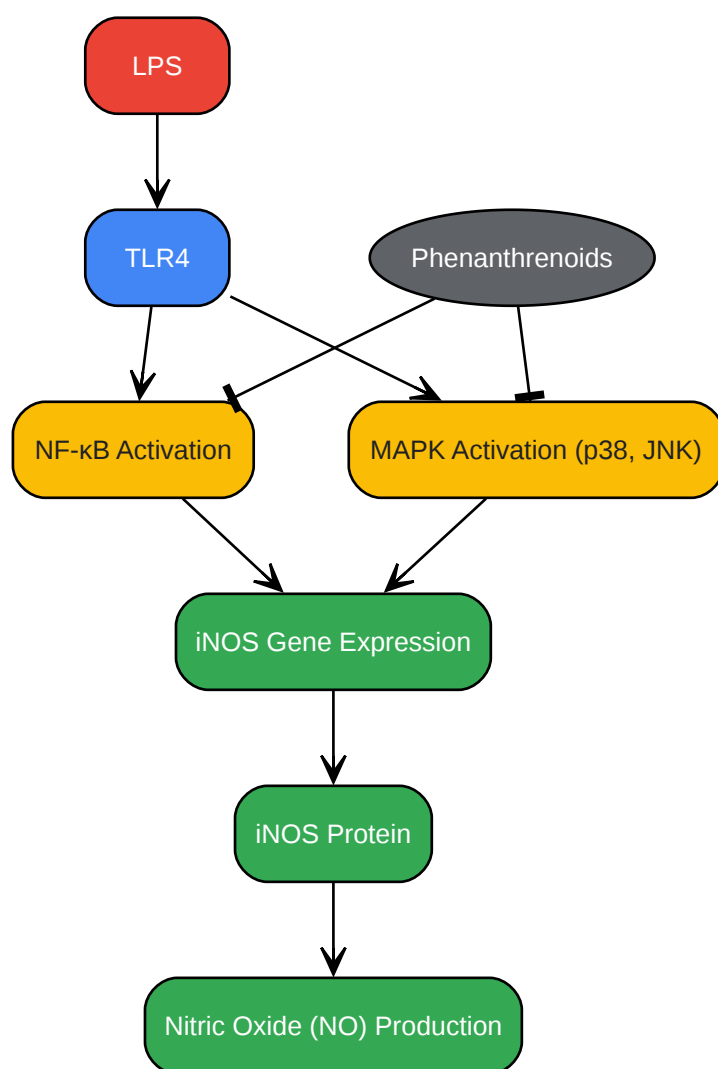 LPS
TLR4
Phenanthrenoids
NF-κB Activation
MAPK Activation (p38, JNK)
iNOS Gene Expression
iNOS Protein
Nitric Oxide (NO) Production